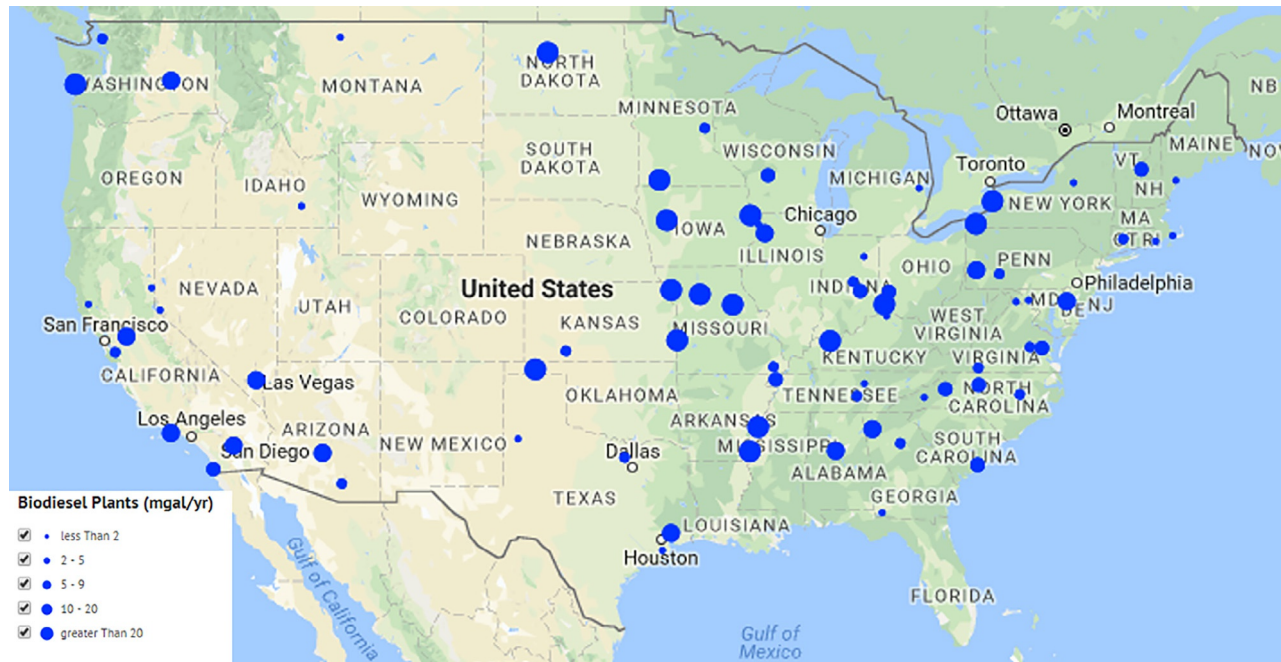 NORTH
DAKOTA
WASHINGTON
MONTANA
NB
MINNESOTA
Ottawa
Montreal
SOUTH
DAKOTA
WISCONSIN
MAINE
NO
Toronto
VT
OREGON
IDAHO
MICHIGAN
NH
WYOMING
NEW YORK
Chicago
MA
IOWA
CT RI
NEBRASKA
ILLINOIS
OHIO
PENN
NEVADA
United States
INDIANA
Philadelphia
UTAH
COLORADO
MD
DE NJ
San Francisco
KANSAS
MISSOURI
WEST
VIRGINIA
KENTUCKY
VIRGINIA
CALIFORNIA
Las Vegas
OKLAHOMA
TENNESSEE
NORTH
CAROLINA
Los Angeles
ARKANSAS
ARIZONA
NEW MEXICO
MISSISSIPPI
San Diego
Dallas
SOUTH
CAROLINA
ALABAMA
TEXAS
GEORGIA
Biodiesel Plants (mgal/yr)
less Than 2
2 - 5
5 - 9
10 - 20
greater Than 20
LOUISIANA
Houston
Gulf of California
FLORIDA
Gulf of
Mexico